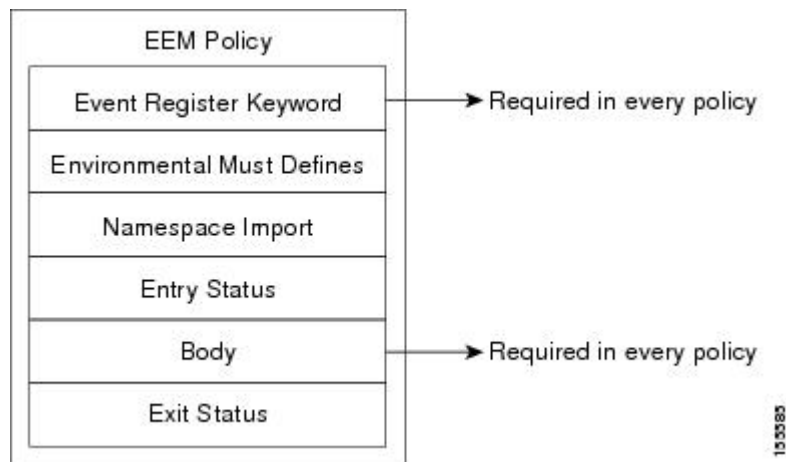 EEM Policy
Event Register Keyword
Required in every policy
Environmental Must Defines
Namespace Import
Entry Status
Body
Required in every policy
Exit Status
155585